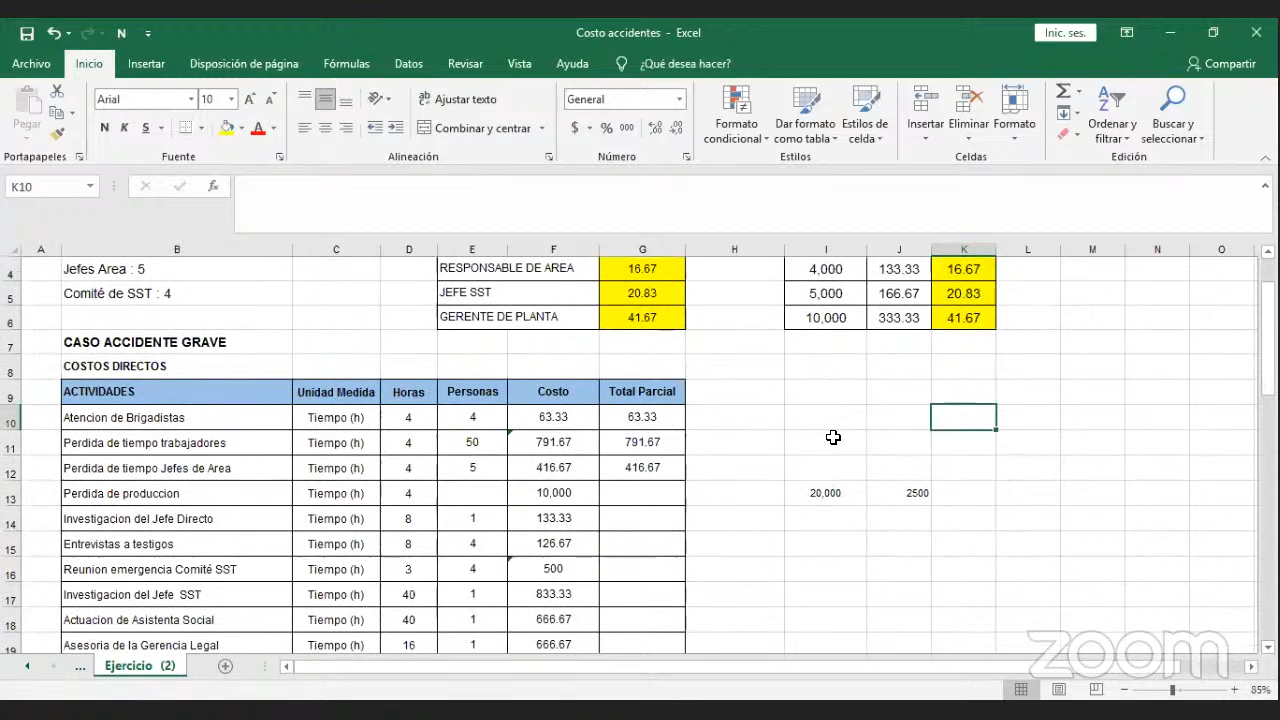 Costo accidentes - Excel
Inic. ses.
Archivo Inicio Insertar Disposición de página Fórmulas Datos Revisar Vista Ayuda ¿Qué desea hacer? Compartir
Pegar
Arial 10
N K S
Ajustar texto
Combinar y centrar
General
$ % 000
Formato condicional
Dar formato como tabla
Estilos de celda
Insertar Eliminar Formato
Ordenar y filtrar
Buscar y seleccionar
Portapapeles Fuente Alineación Número Estilos Celdas Edición
K10 fx
A B C D E F G H I J K L M N O
4 Jefes Area : 5 RESPONSABLE DE AREA 16.67 4,000 133.33 16.67
5 Comité de SST : 4 JEFE SST 20.83 5,000 166.67 20.83
6 GERENTE DE PLANTA 41.67 10,000 333.33 41.67
7 CASO ACCIDENTE GRAVE
8 COSTOS DIRECTOS
9 ACTIVIDADES Unidad Medida Horas Personas Costo Total Parcial
10 Atencion de Brigadistas Tiempo (h) 4 4 63.33 63.33
11 Perdida de tiempo trabajadores Tiempo (h) 4 50 791.67 791.67
12 Perdida de tiempo Jefes de Area Tiempo (h) 4 5 416.67 416.67
13 Perdida de produccion Tiempo (h) 4 10,000 20,000 2500
14 Investigacion del Jefe Directo Tiempo (h) 8 1 133.33
15 Entrevistas a testigos Tiempo (h) 8 4 126.67
16 Reunion emergencia Comité SST Tiempo (h) 3 4 500
17 Investigacion del Jefe SST Tiempo (h) 40 1 833.33
18 Actuacion de Asistenta Social Tiempo (h) 40 1 666.67
19 Asesoria de la Gerencia Legal Tiempo (h) 16 1 666.67
zoom
... Ejercicio (2)
85%